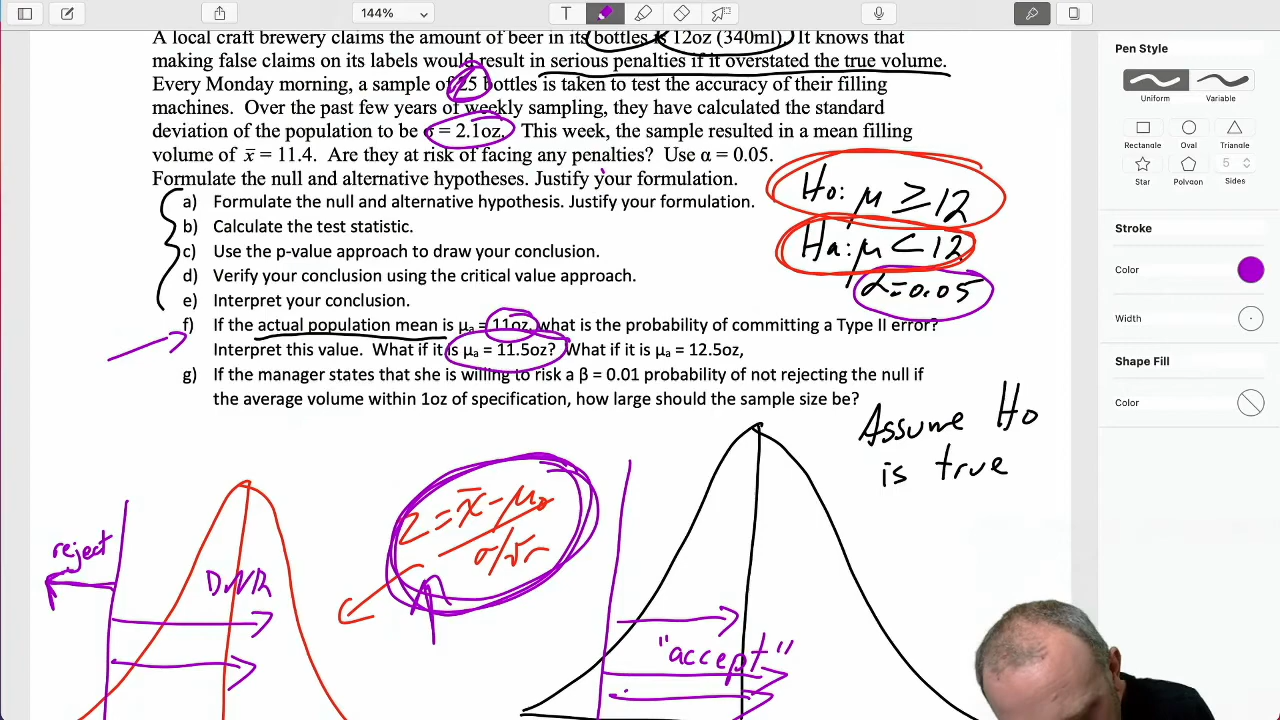 144%
A local craft brewery claims the amount of beer in its bottles is 12oz (340ml). It knows that
making false claims on its labels would result in serious penalties if it overstated the true volume.
Every Monday morning, a sample of 25 bottles is taken to test the accuracy of their filling
machines. Over the past few years of weekly sampling, they have calculated the standard
deviation of the population to be σ = 2.1oz. This week, the sample resulted in a mean filling
volume of x̄ = 11.4. Are they at risk of facing any penalties? Use α = 0.05.
Formulate the null and alternative hypotheses. Justify your formulation.
a) Formulate the null and alternative hypothesis. Justify your formulation.
b) Calculate the test statistic.
c) Use the p-value approach to draw your conclusion.
d) Verify your conclusion using the critical value approach.
e) Interpret your conclusion.
f) If the actual population mean is μₐ = 11oz, what is the probability of committing a Type II error?
Interpret this value. What if it is μₐ = 11.5oz? What if it is μₐ = 12.5oz,
g) If the manager states that she is willing to risk a β = 0.01 probability of not rejecting the null if
the average volume within 1oz of specification, how large should the sample size be?
Ho: μ ≥ 12
Ha: μ < 12
α=0.05
Assume Ho
is true
z = x̄-μ₀
σ/√n
reject
DNR
"accept"
T
Pen Style
Uniform
Variable
Rectangle
Oval
Triangle
Star
Polygon
5
Sides
Stroke
Color
Width
Shape Fill
Color